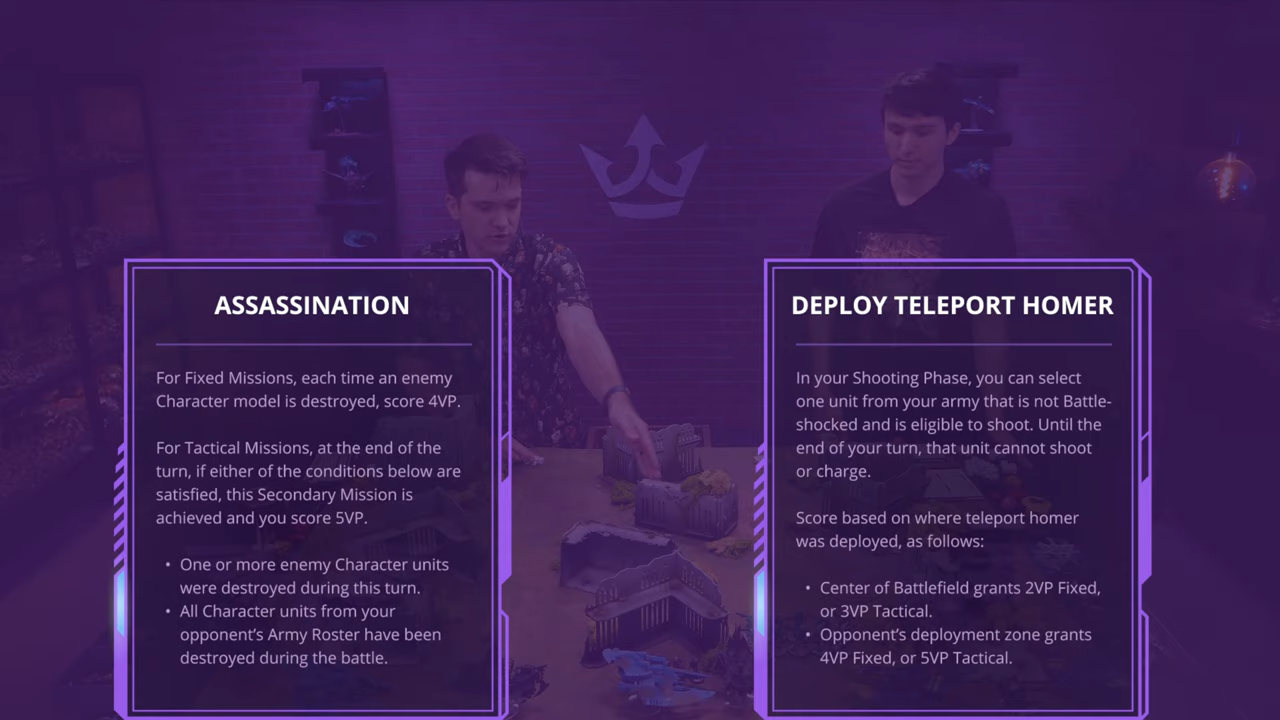 ASSASSINATION
For Fixed Missions, each time an enemy
Character model is destroyed, score 4VP.
For Tactical Missions, at the end of the
turn, if either of the conditions below are
satisfied, this Secondary Mission is
achieved and you score 5VP.
• One or more enemy Character units
were destroyed during this turn.
• All Character units from your
opponent’s Army Roster have been
destroyed during the battle.
DEPLOY TELEPORT HOMER
In your Shooting Phase, you can select
one unit from your army that is not Battle-
shocked and is eligible to shoot. Until the
end of your turn, that unit cannot shoot
or charge.
Score based on where teleport homer
was deployed, as follows:
• Center of Battlefield grants 2VP Fixed,
or 3VP Tactical.
• Opponent’s deployment zone grants
4VP Fixed, or 5VP Tactical.